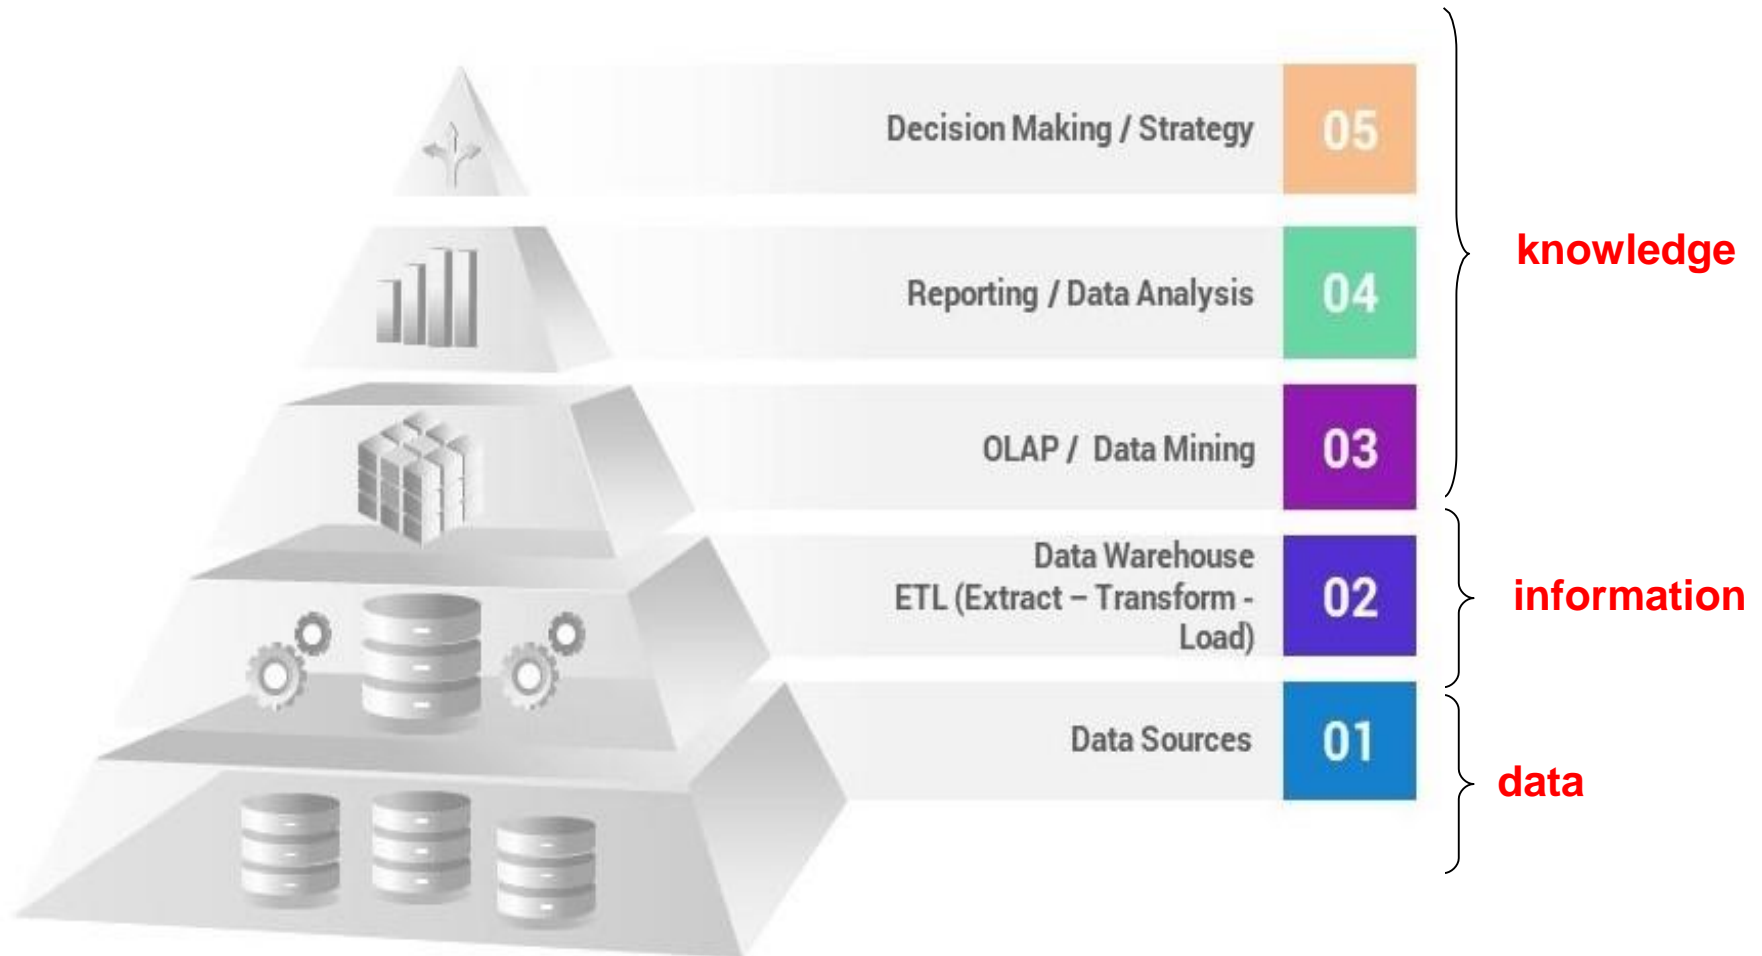 Decision Making / Strategy
05
Reporting / Data Analysis
04
knowledge
OLAP / Data Mining
03
Data Warehouse
ETL (Extract – Transform -
Load)
02
information
Data Sources
01
data